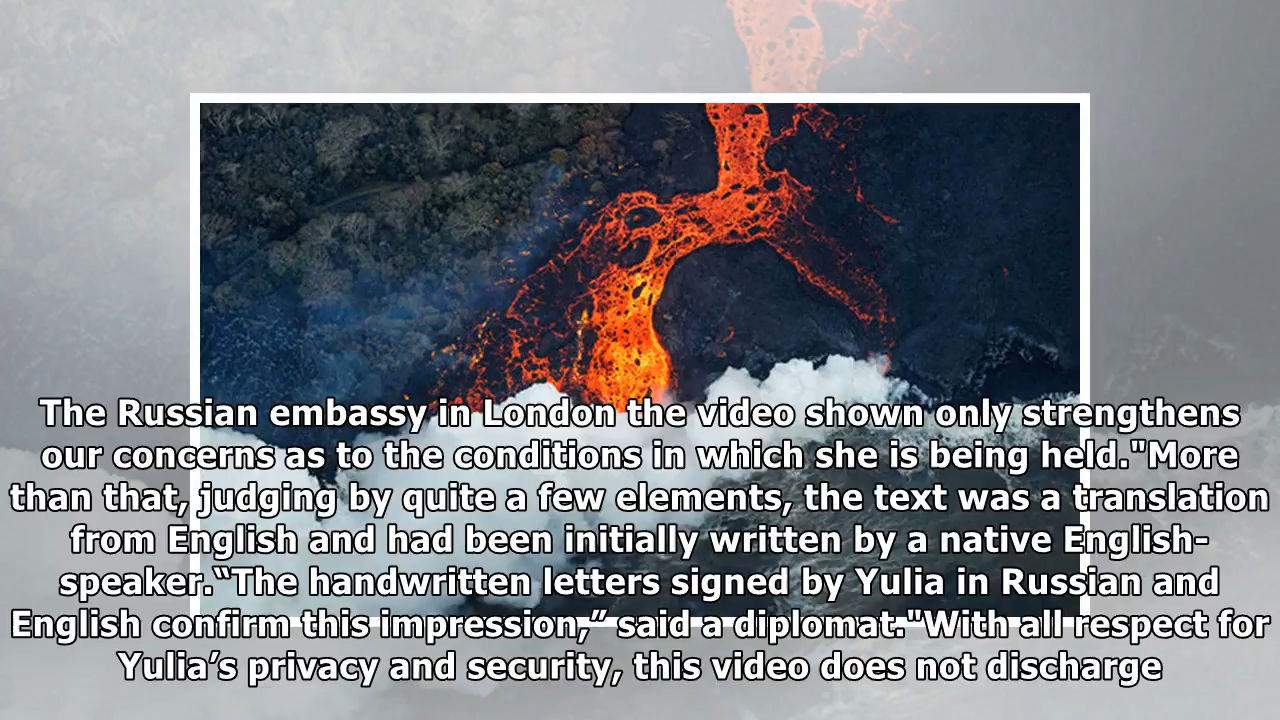 The Russian embassy in London the video shown only strengthens
our concerns as to the conditions in which she is being held."More
than that, judging by quite a few elements, the text was a translation
from English and had been initially written by a native English-
speaker.“The handwritten letters signed by Yulia in Russian and
English confirm this impression,” said a diplomat."With all respect for
Yulia’s privacy and security, this video does not discharge